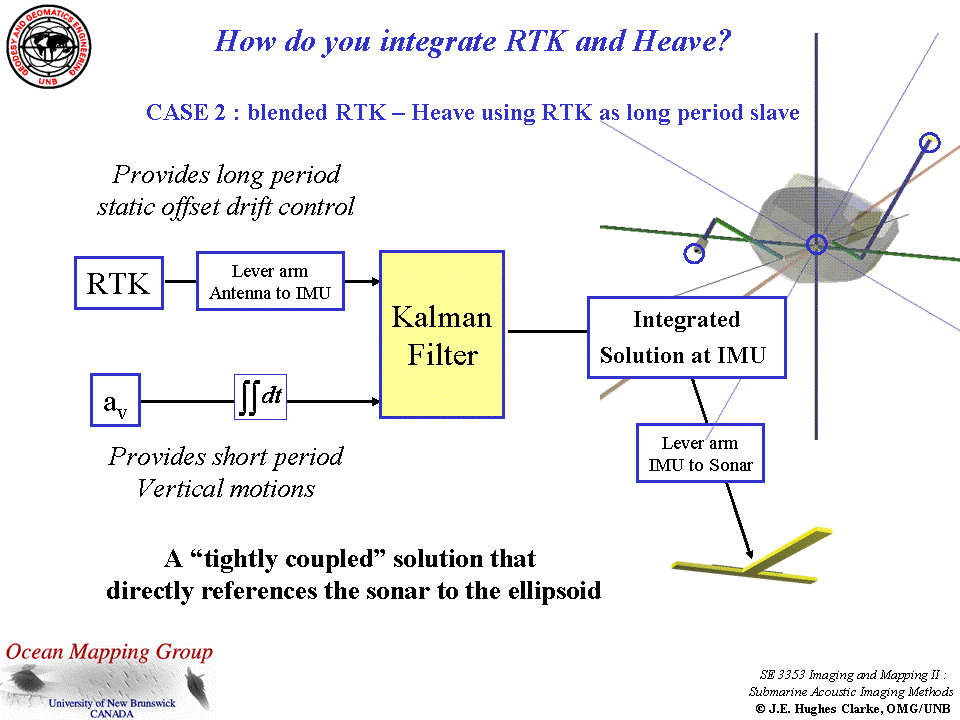 GEODESY AND GEOMATICS ENGINEERING
UNB
How do you integrate RTK and Heave?
CASE 2 : blended RTK – Heave using RTK as long period slave
Provides long period
static offset drift control
RTK
Lever arm
Antenna to IMU
Kalman
Filter
Integrated
Solution at IMU
av
∫∫dt
Lever arm
IMU to Sonar
Provides short period
Vertical motions
A “tightly coupled” solution that
directly references the sonar to the ellipsoid
Ocean Mapping Group
University of New Brunswick
CANADA
SE 3353 Imaging and Mapping II :
Submarine Acoustic Imaging Methods
© J.E. Hughes Clarke, OMG/UNB